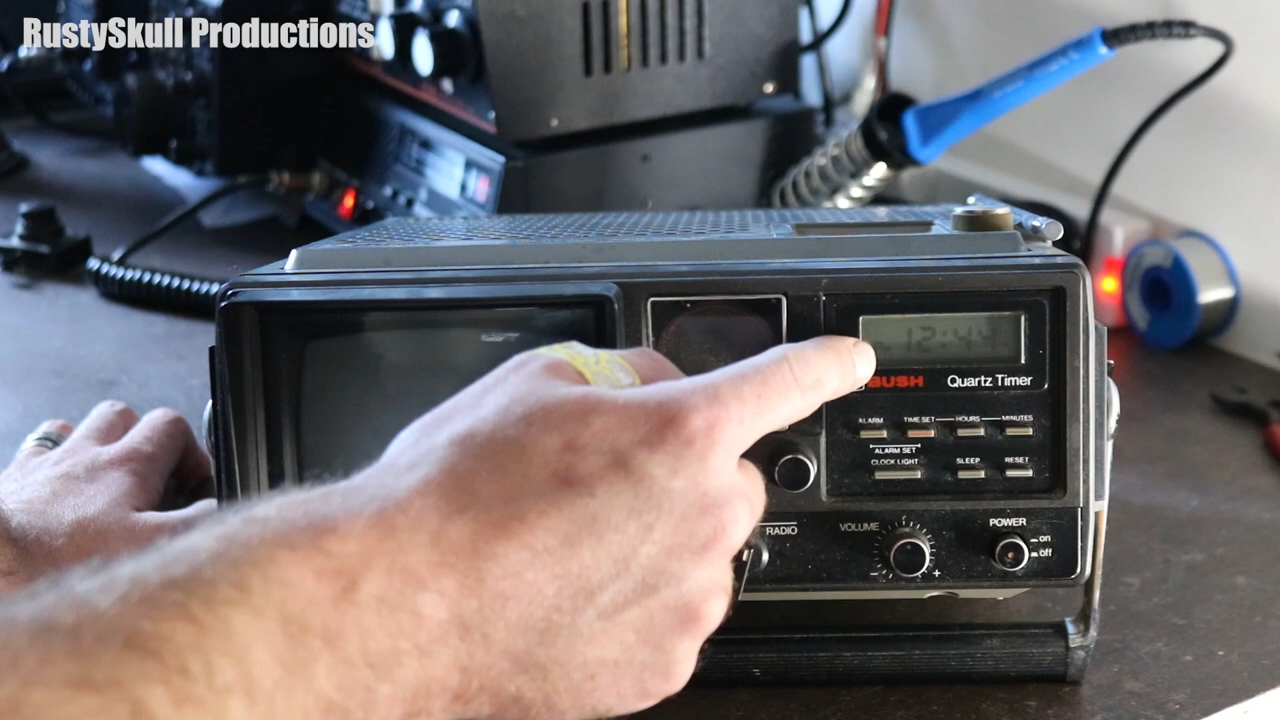 RustySkull Productions
12:44
BUSH Quartz Timer
ALARM TIME SET HOURS MINUTES
ALARM SET
CLOCK LIGHT SLEEP RESET
RADIO VOLUME POWER
on
off
- +